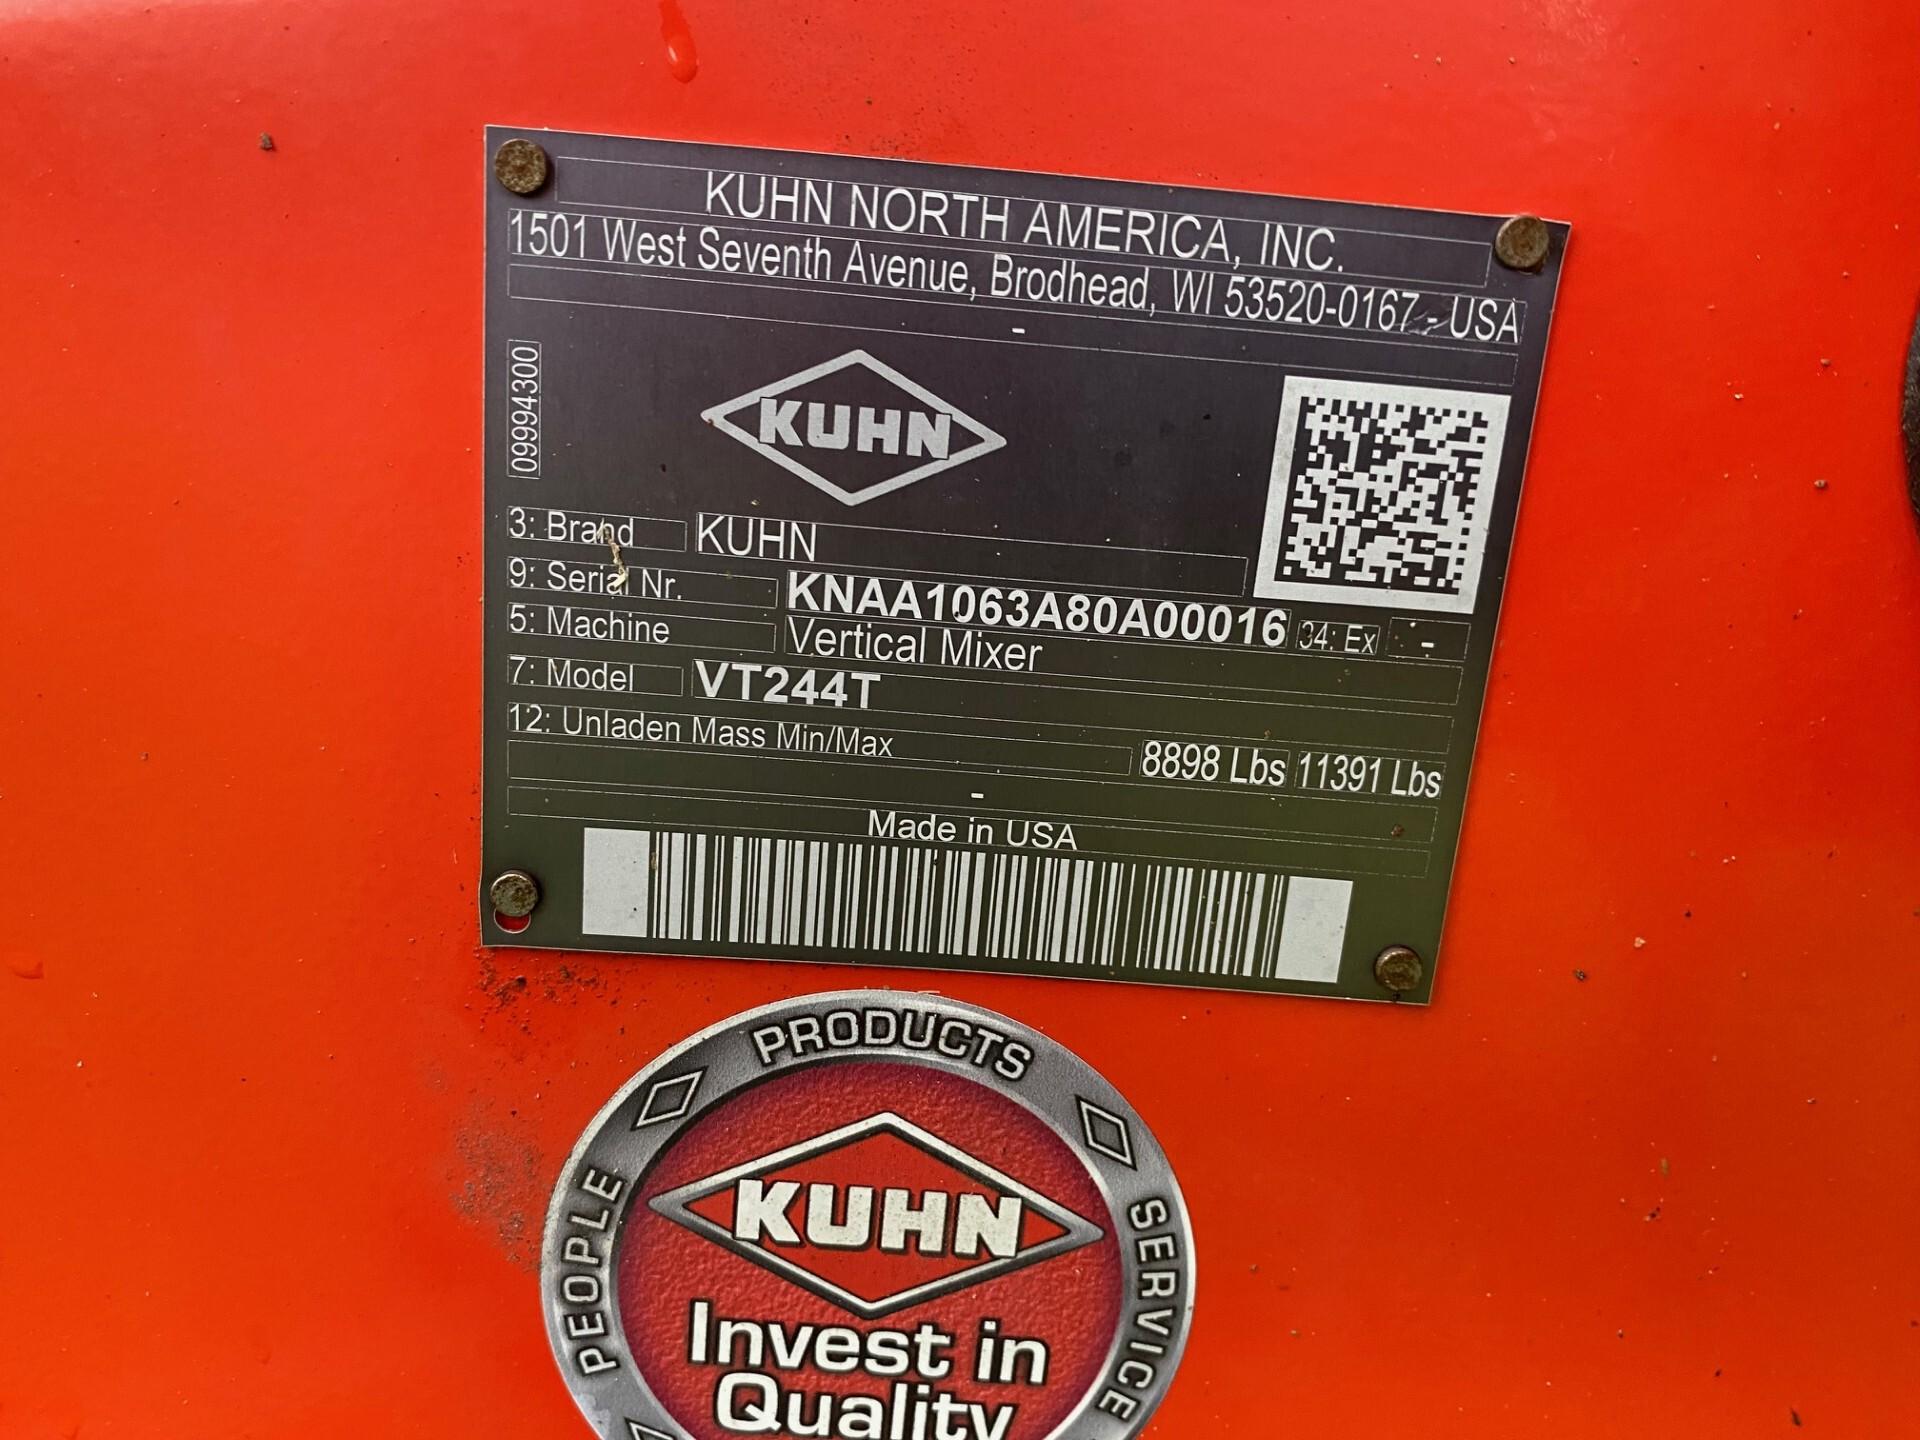 KUHN NORTH AMERICA, INC.
1501 West Seventh Avenue, Brodhead, WI 53520-0167 - USA
-
09994300
KUHN
3: Brand KUHN
9: Serial Nr. KNAA1063A80A00016 34: Ex -
5: Machine Vertical Mixer
7: Model VT244T
12: Unladen Mass Min/Max 8898 Lbs 11391 Lbs
-
Made in USA
PRODUCTS
PEOPLE
SERVICE
KUHN
Invest in
Quality